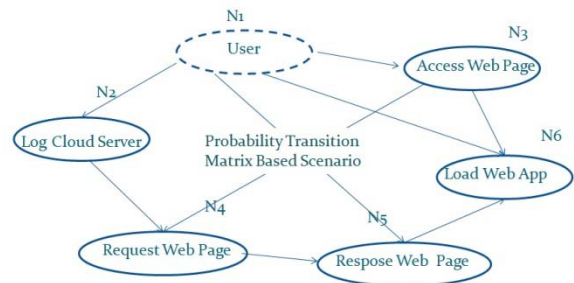 N1
User
N3
Access Web Page
N2
Log Cloud Server
Probability Transition
Matrix Based Scenario
N6
Load Web App
N4
Request Web Page
N5
Respose Web Page